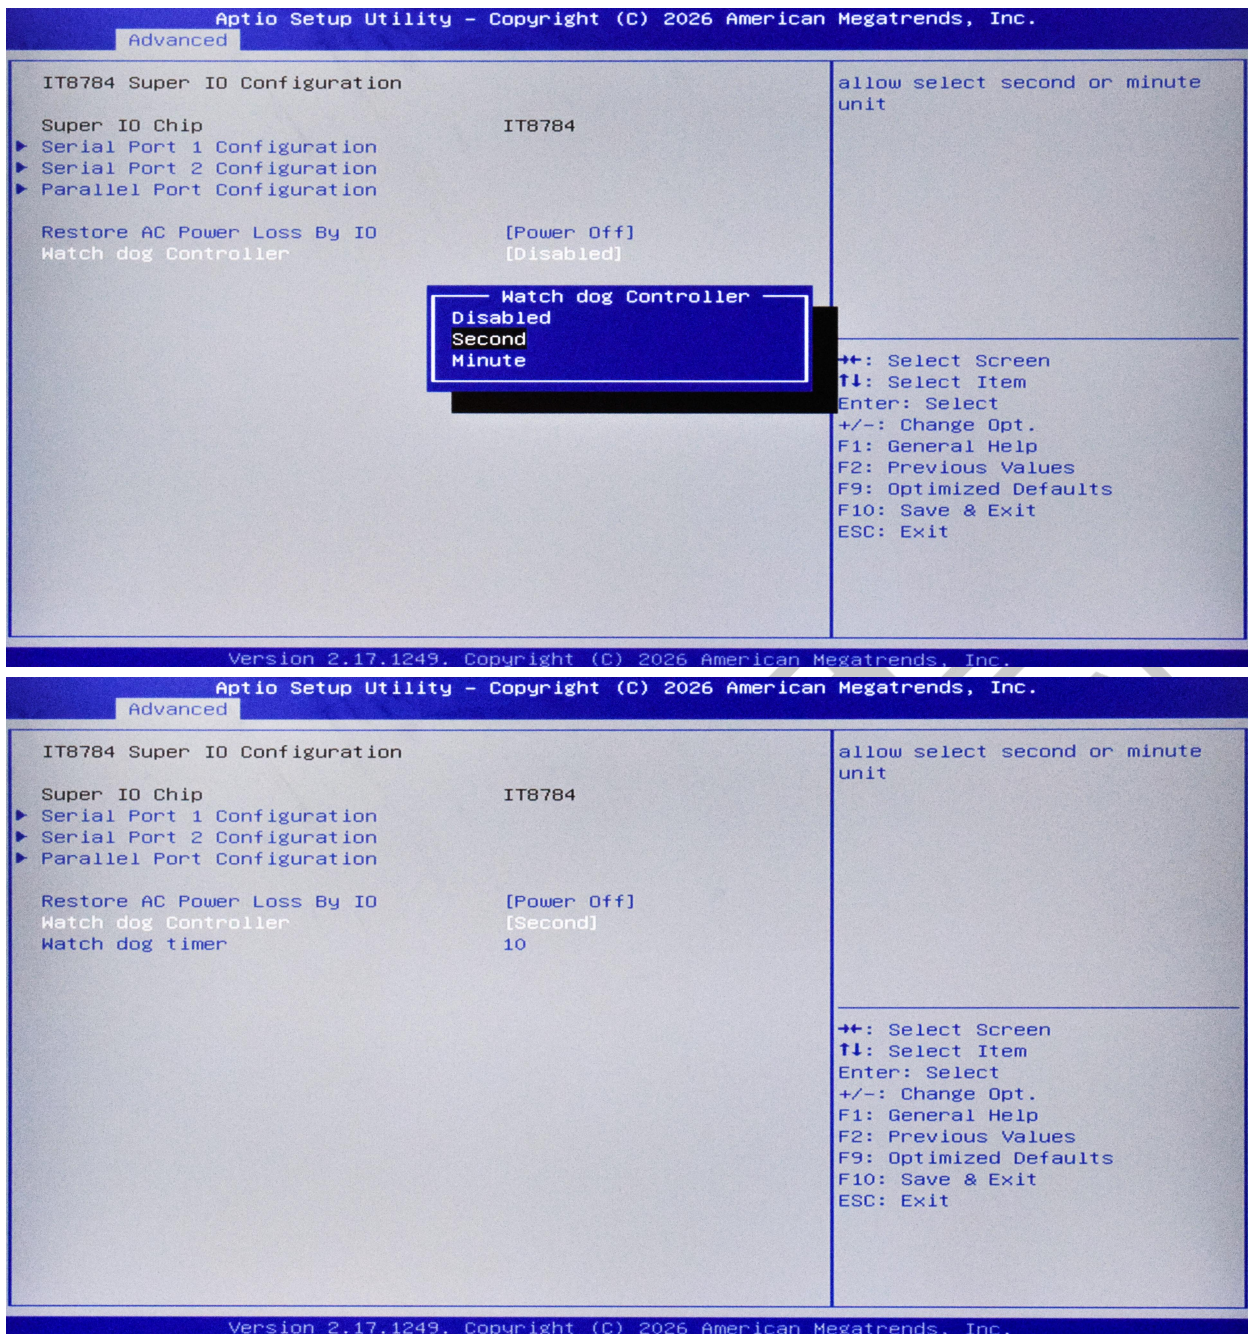 Aptio Setup Utility – Copyright (C) 2026 American Megatrends, Inc.
Advanced
IT8784 Super IO Configuration
Super IO Chip IT8784
Serial Port 1 Configuration
Serial Port 2 Configuration
Parallel Port Configuration
Restore AC Power Loss By IO [Power Off]
Watch dog Controller [Disabled]
Watch dog Controller
Disabled
Second
Minute
allow select second or minute
unit
→←: Select Screen
↑↓: Select Item
Enter: Select
+/-: Change Opt.
F1: General Help
F2: Previous Values
F9: Optimized Defaults
F10: Save & Exit
ESC: Exit
Version 2.17.1249. Copyright (C) 2026 American Megatrends, Inc.
Aptio Setup Utility – Copyright (C) 2026 American Megatrends, Inc.
Advanced
IT8784 Super IO Configuration
Super IO Chip IT8784
Serial Port 1 Configuration
Serial Port 2 Configuration
Parallel Port Configuration
Restore AC Power Loss By IO [Power Off]
Watch dog Controller [Second]
Watch dog timer 10
allow select second or minute
unit
→←: Select Screen
↑↓: Select Item
Enter: Select
+/-: Change Opt.
F1: General Help
F2: Previous Values
F9: Optimized Defaults
F10: Save & Exit
ESC: Exit
Version 2.17.1249. Copyright (C) 2026 American Megatrends, Inc.